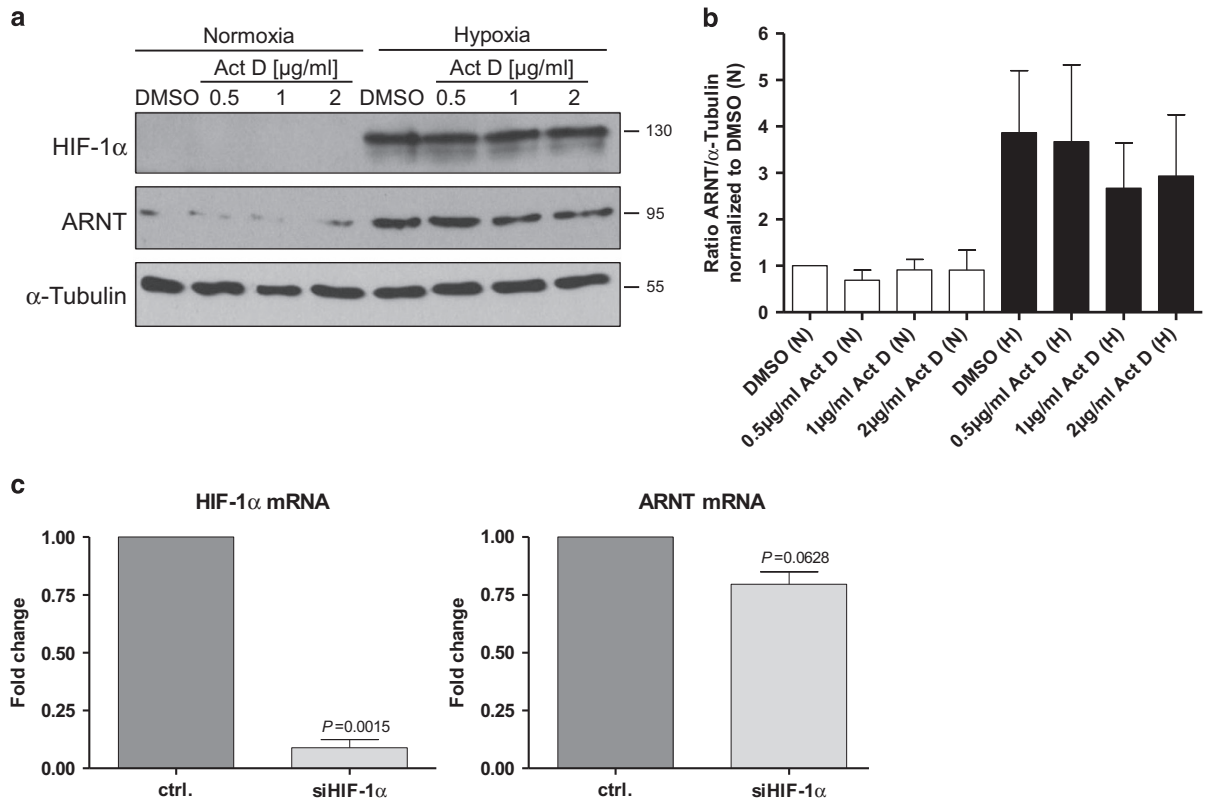 a
Normoxia Hypoxia
Act D [µg/ml] Act D [µg/ml]
DMSO 0.5 1 2 DMSO 0.5 1 2
HIF-1α 130
ARNT 95
α-Tubulin 55
b
Ratio ARNT/α-Tubulin
normalized to DMSO (N)
6
5
4
3
2
1
0
DMSO (N)
0.5µg/ml Act D (N)
1µg/ml Act D (N)
2µg/ml Act D (N)
DMSO (H)
0.5µg/ml Act D (H)
1µg/ml Act D (H)
2µg/ml Act D (H)
c
HIF-1α mRNA
Fold change
1.00
0.75
0.50
0.25
0.00
P=0.0015
ctrl. siHIF-1α
ARNT mRNA
Fold change
1.00
0.75
0.50
0.25
0.00
P=0.0628
ctrl. siHIF-1α